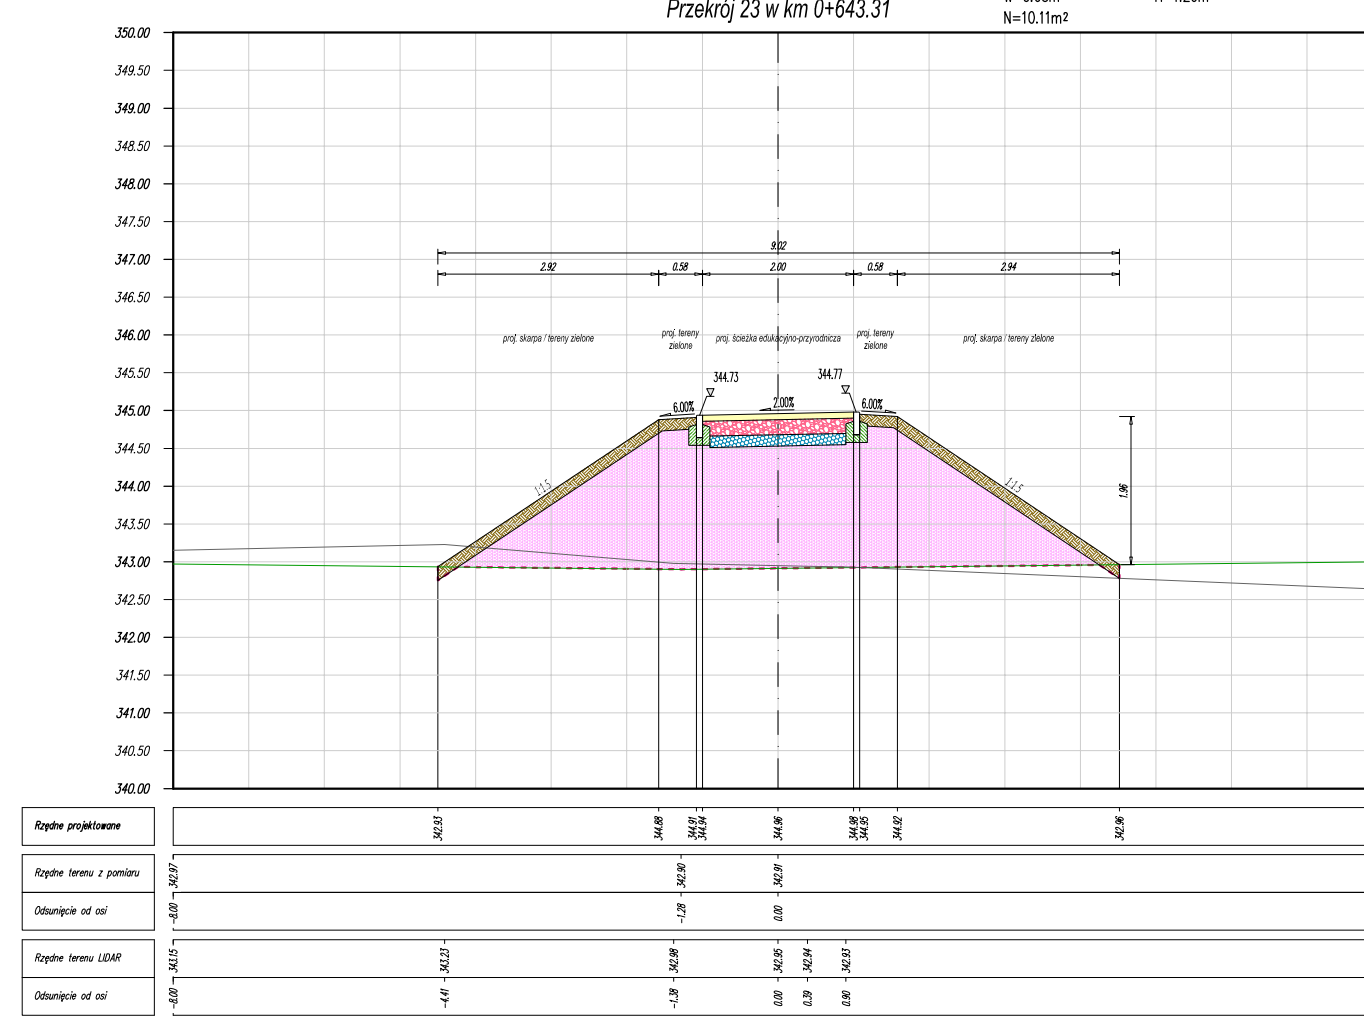 Przekrój 23 w km 0+643.31
N=10.11m²
350.00
349.50
349.00
348.50
348.00
347.50
347.00
346.50
346.00
345.50
345.00
344.50
344.00
343.50
343.00
342.50
342.00
341.50
341.00
340.50
340.00
9.02
2.92 0.58 2.00 0.58 2.94
proj. skarpa / tereny zielone
proj. tereny
zielone
proj. ścieżka edukacyjno-przyrodnicza
proj. tereny
zielone
proj. skarpa / tereny zielone
344.73 344.77
6.00% 2.00% 6.00%
1:1.5 1:1.5
1.96
Rzędne projektowane 342.93 344.88 344.91 344.94 344.96 344.98 344.95 344.92 342.96
Rzędne terenu z pomiaru 342.97 342.90 342.91
Odsunięcie od osi -8.00 -1.28 0.00
Rzędne terenu LIDAR 343.15 343.23 342.98 342.95 342.94 342.93
Odsunięcie od osi -8.00 -4.41 -1.38 0.00 0.39 0.90